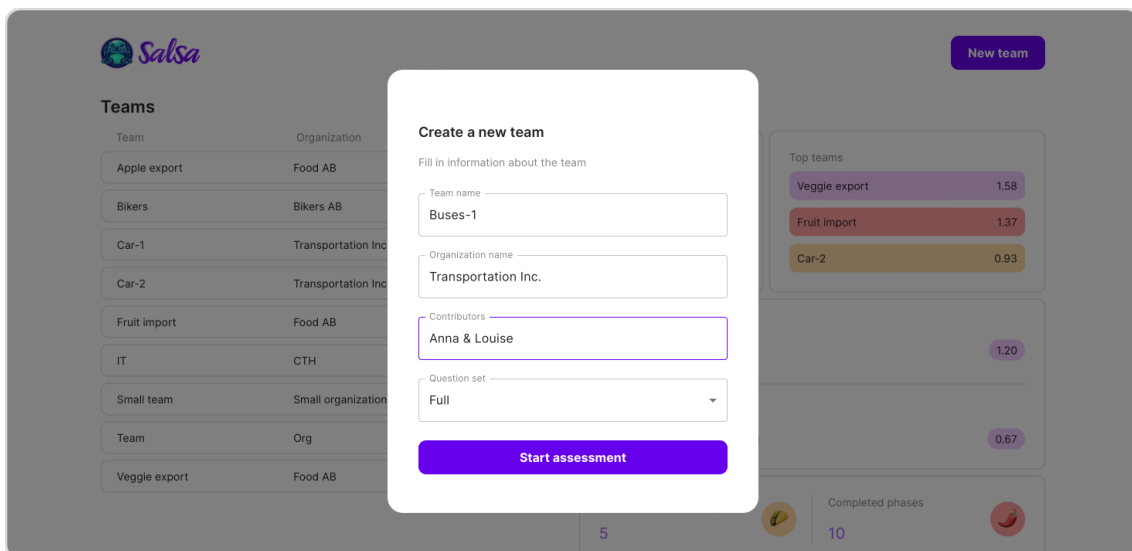 Salsa
New team
Teams
Team Organization
Apple export Food AB
Bikers Bikers AB
Car-1 Transportation Inc
Car-2 Transportation Inc
Fruit import Food AB
IT CTH
Small team Small organization
Team Org
Veggie export Food AB
Create a new team
Fill in information about the team
Team name
Buses-1
Organization name
Transportation Inc.
Contributors
Anna & Louise
Question set
Full
Start assessment
Top teams
Veggie export 1.58
Fruit import 1.37
Car-2 0.93
1.20
0.67
5
Completed phases
10